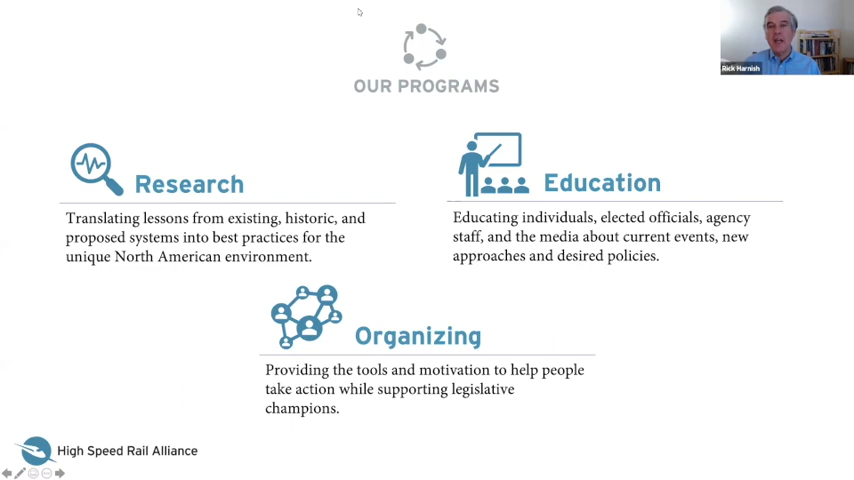 OUR PROGRAMS
Rick Harnish
Research
Translating lessons from existing, historic, and
proposed systems into best practices for the
unique North American environment.
Education
Educating individuals, elected officials, agency
staff, and the media about current events, new
approaches and desired policies.
Organizing
Providing the tools and motivation to help people
take action while supporting legislative
champions.
High Speed Rail Alliance